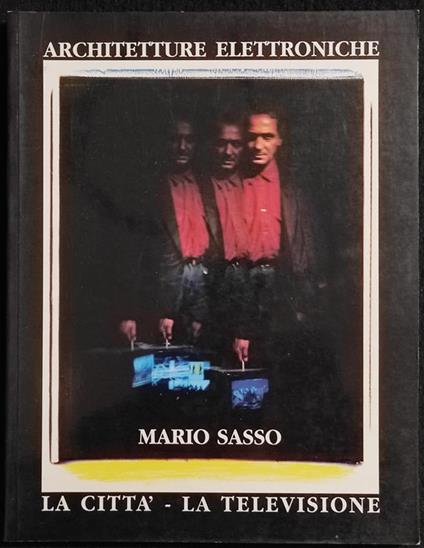 ARCHITETTURE ELETTRONICHE
MARIO SASSO
LA CITTA' - LA TELEVISIONE